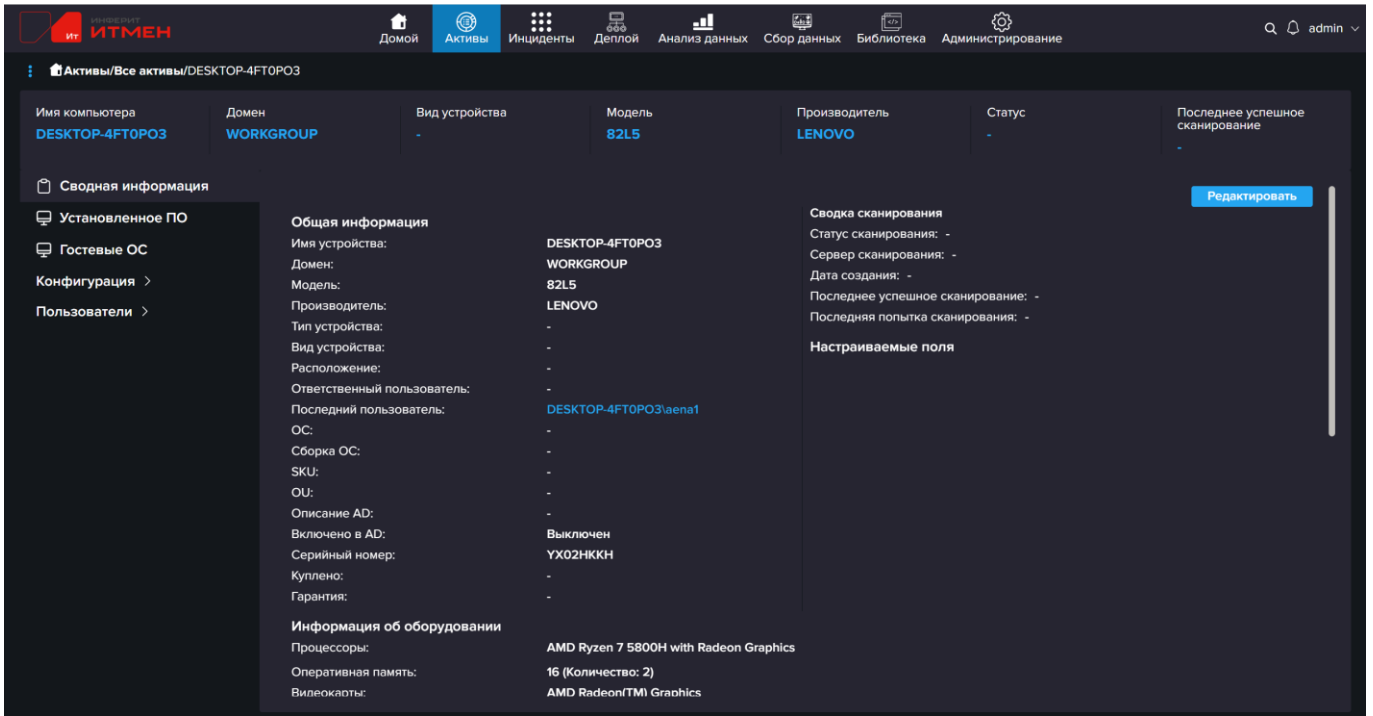 ИНФЕРИТ
ИТМЕН
Ит
Домой
Активы
Инциденты
Деплой
Анализ данных
Сбор данных
Библиотека
Администрирование
admin
Активы/Все активы/DESKTOP-4FT0PO3
Имя компьютера
DESKTOP-4FT0PO3
Домен
WORKGROUP
Вид устройства
-
Модель
82L5
Производитель
LENOVO
Статус
-
Последнее успешное
сканирование
-
Сводная информация
Установленное ПО
Гостевые ОС
Конфигурация
Пользователи
Редактировать
Общая информация
Имя устройства: DESKTOP-4FT0PO3
Домен: WORKGROUP
Модель: 82L5
Производитель: LENOVO
Тип устройства: -
Вид устройства: -
Расположение: -
Ответственный пользователь: -
Последний пользователь: DESKTOP-4FT0PO3\aena1
ОС: -
Сборка ОС: -
SKU: -
OU: -
Описание AD: -
Включено в AD: Выключен
Серийный номер: YX02HKKH
Куплено: -
Гарантия: -
Информация об оборудовании
Процессоры: AMD Ryzen 7 5800H with Radeon Graphics
Оперативная память: 16 (Количество: 2)
Видеокарты: AMD Radeon(TM) Graphics
Сводка сканирования
Статус сканирования: -
Сервер сканирования: -
Дата создания: -
Последнее успешное сканирование: -
Последняя попытка сканирования: -
Настраиваемые поля